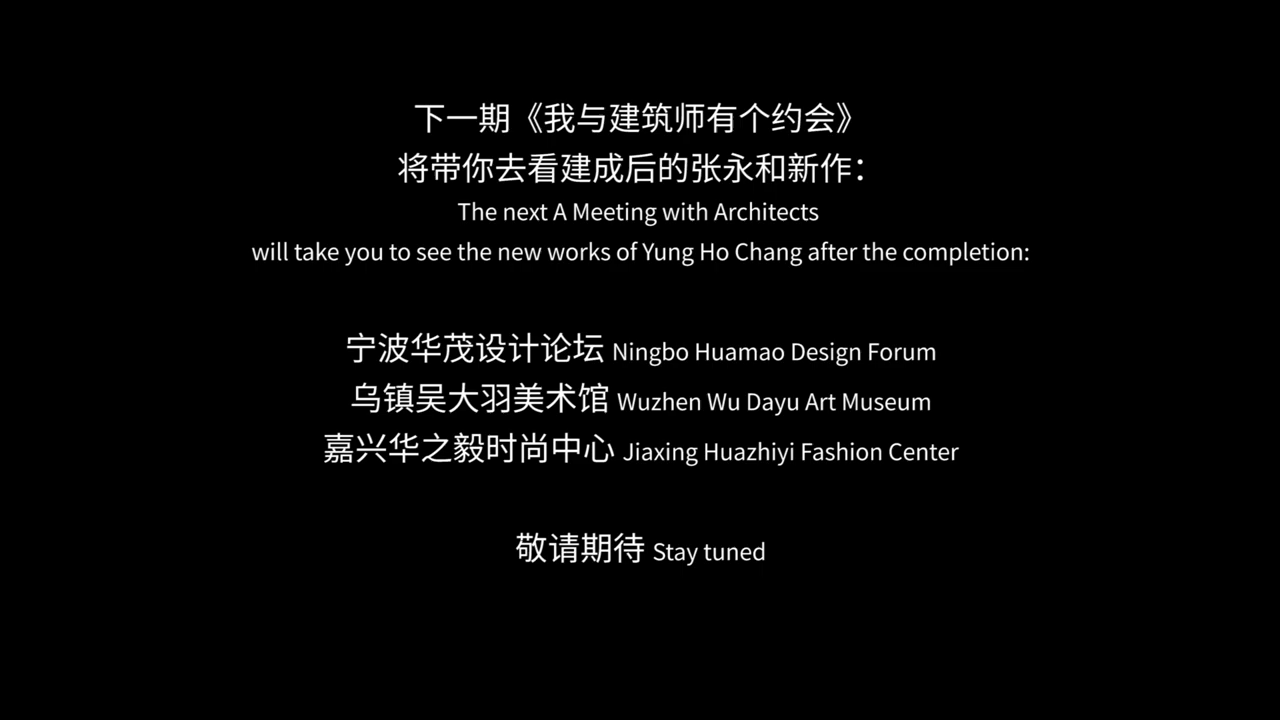 下一期《我与建筑师有个约会》
将带你去看建成后的张永和新作：
The next A Meeting with Architects
will take you to see the new works of Yung Ho Chang after the completion:
宁波华茂设计论坛 Ningbo Huamao Design Forum
乌镇吴大羽美术馆 Wuzhen Wu Dayu Art Museum
嘉兴华之毅时尚中心 Jiaxing Huazhiyi Fashion Center
敬请期待 Stay tuned